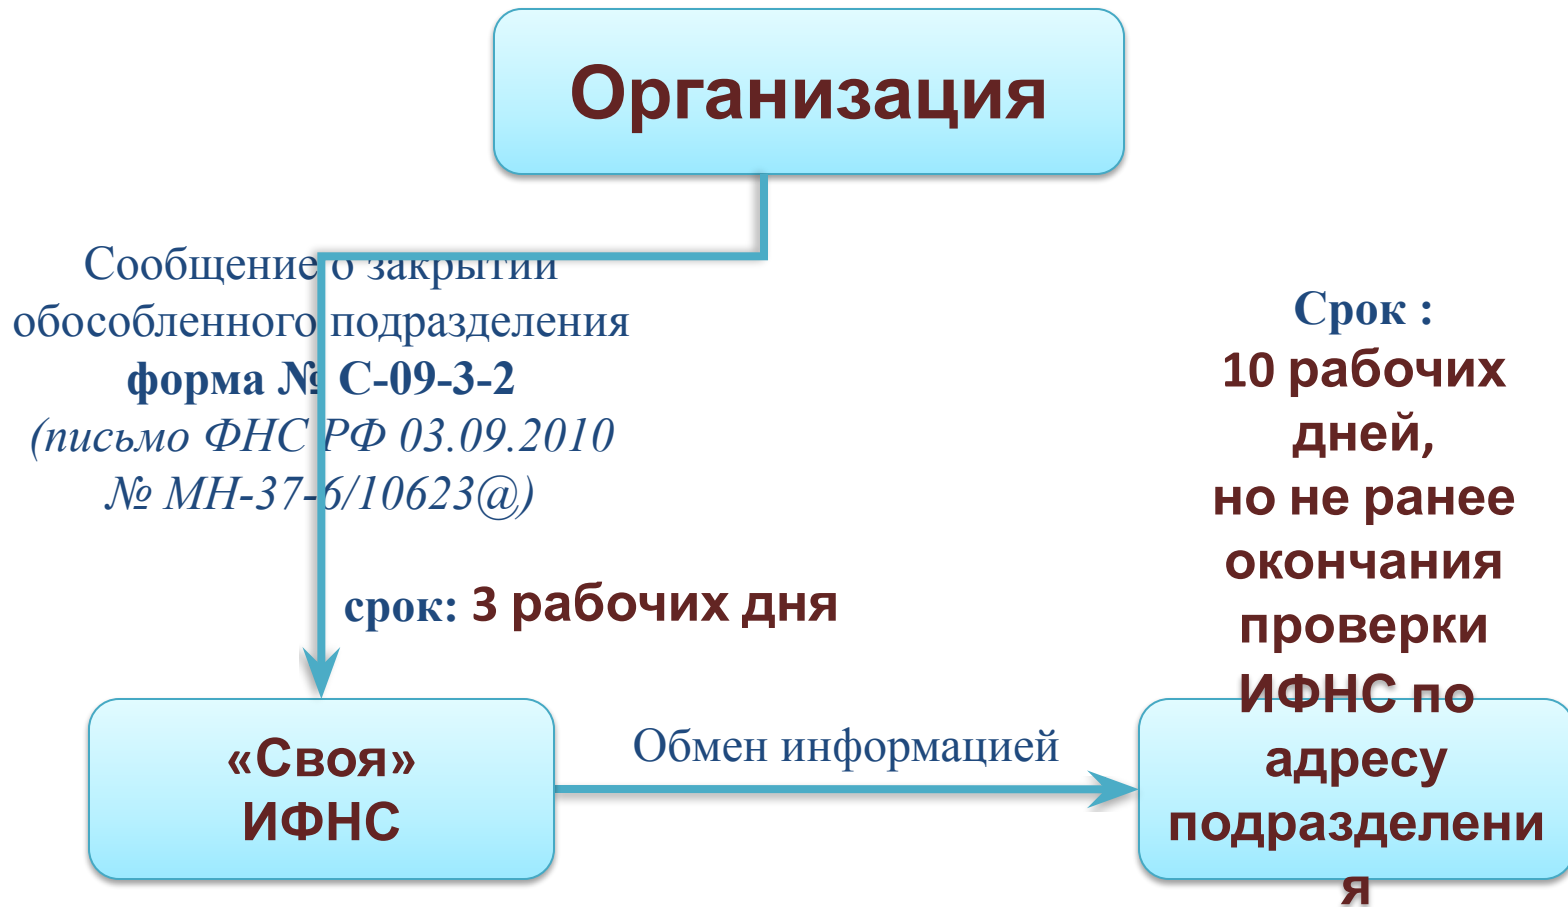 Организация
Сообщение о закрытии
обособленного подразделения
форма № С-09-3-2
(письмо ФНС РФ 03.09.2010
№ МН-37-6/10623@)
срок: 3 рабочих дня
Срок :
10 рабочих
дней,
но не ранее
окончания
проверки
«Своя»
ИФНС
Обмен информацией
ИФНС по
адресу
подразделени
я